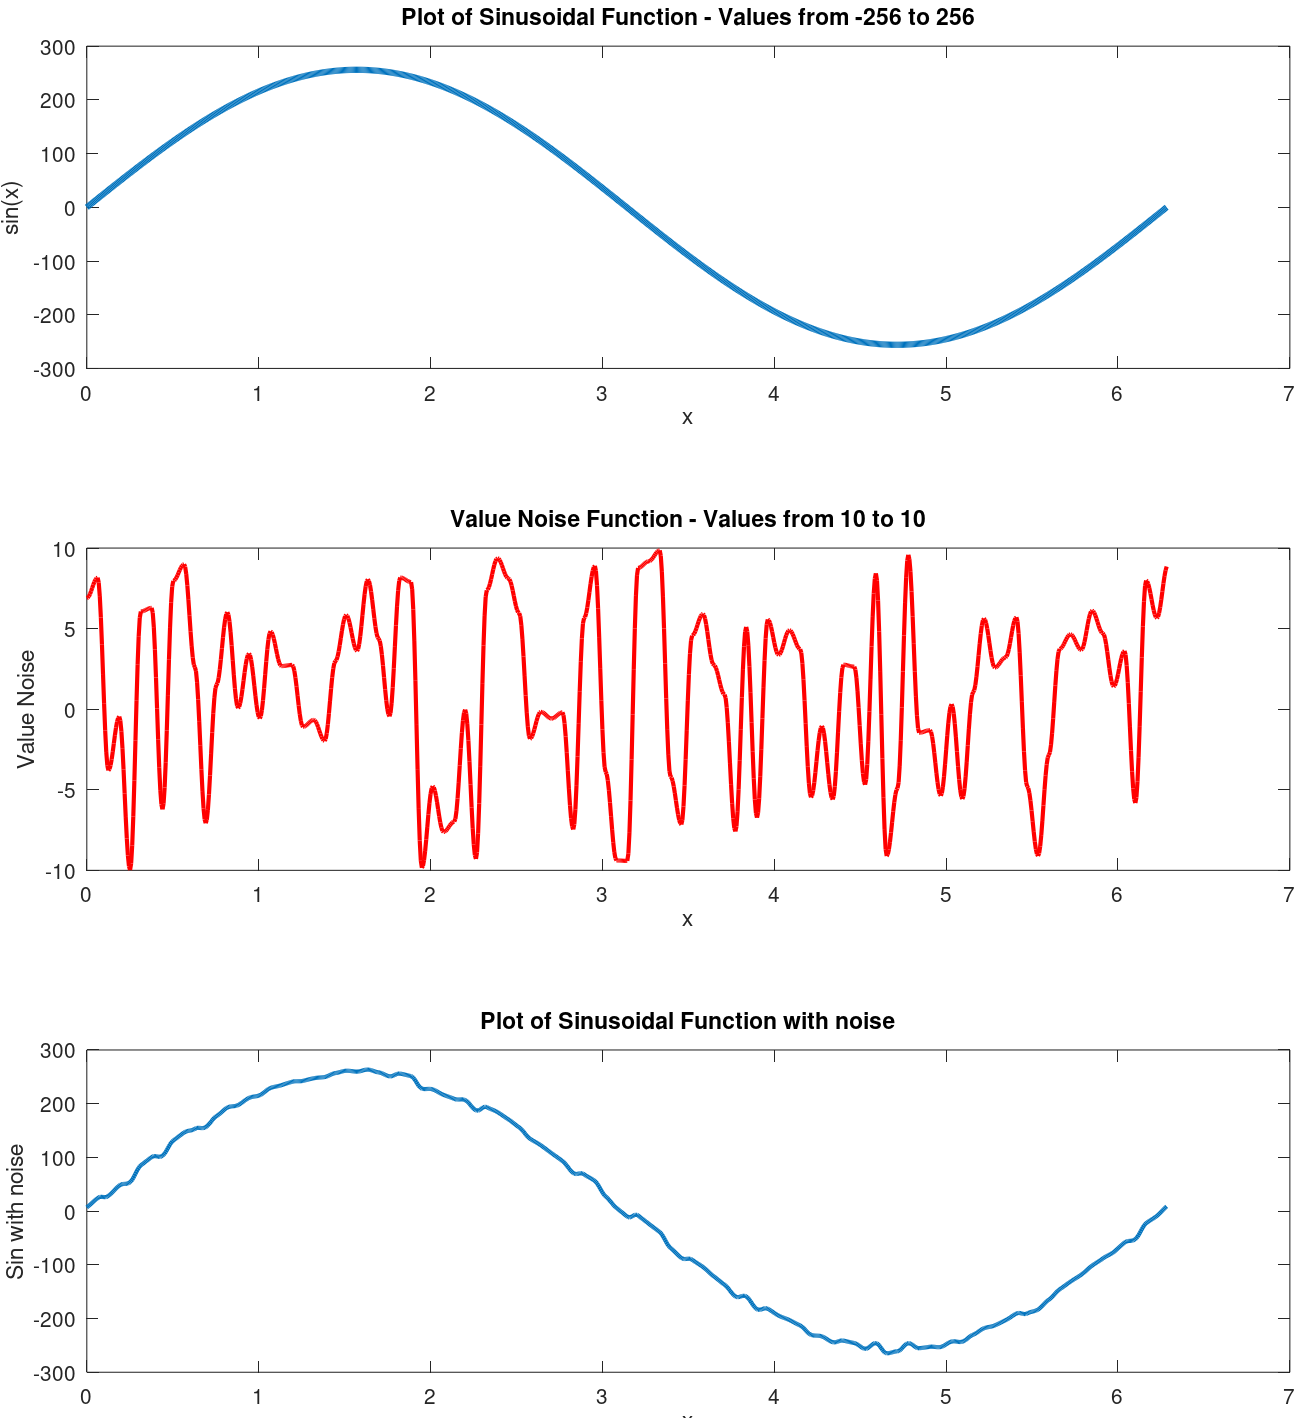 Plot of Sinusoidal Function - Values from -256 to 256
300
200
100
0
-100
-200
-300
sin(x)
0 1 2 3 4 5 6 7
x
Value Noise Function - Values from 10 to 10
10
5
0
-5
-10
Value Noise
0 1 2 3 4 5 6 7
x
Plot of Sinusoidal Function with noise
300
200
100
0
-100
-200
-300
Sin with noise
0 1 2 3 4 5 6 7
x